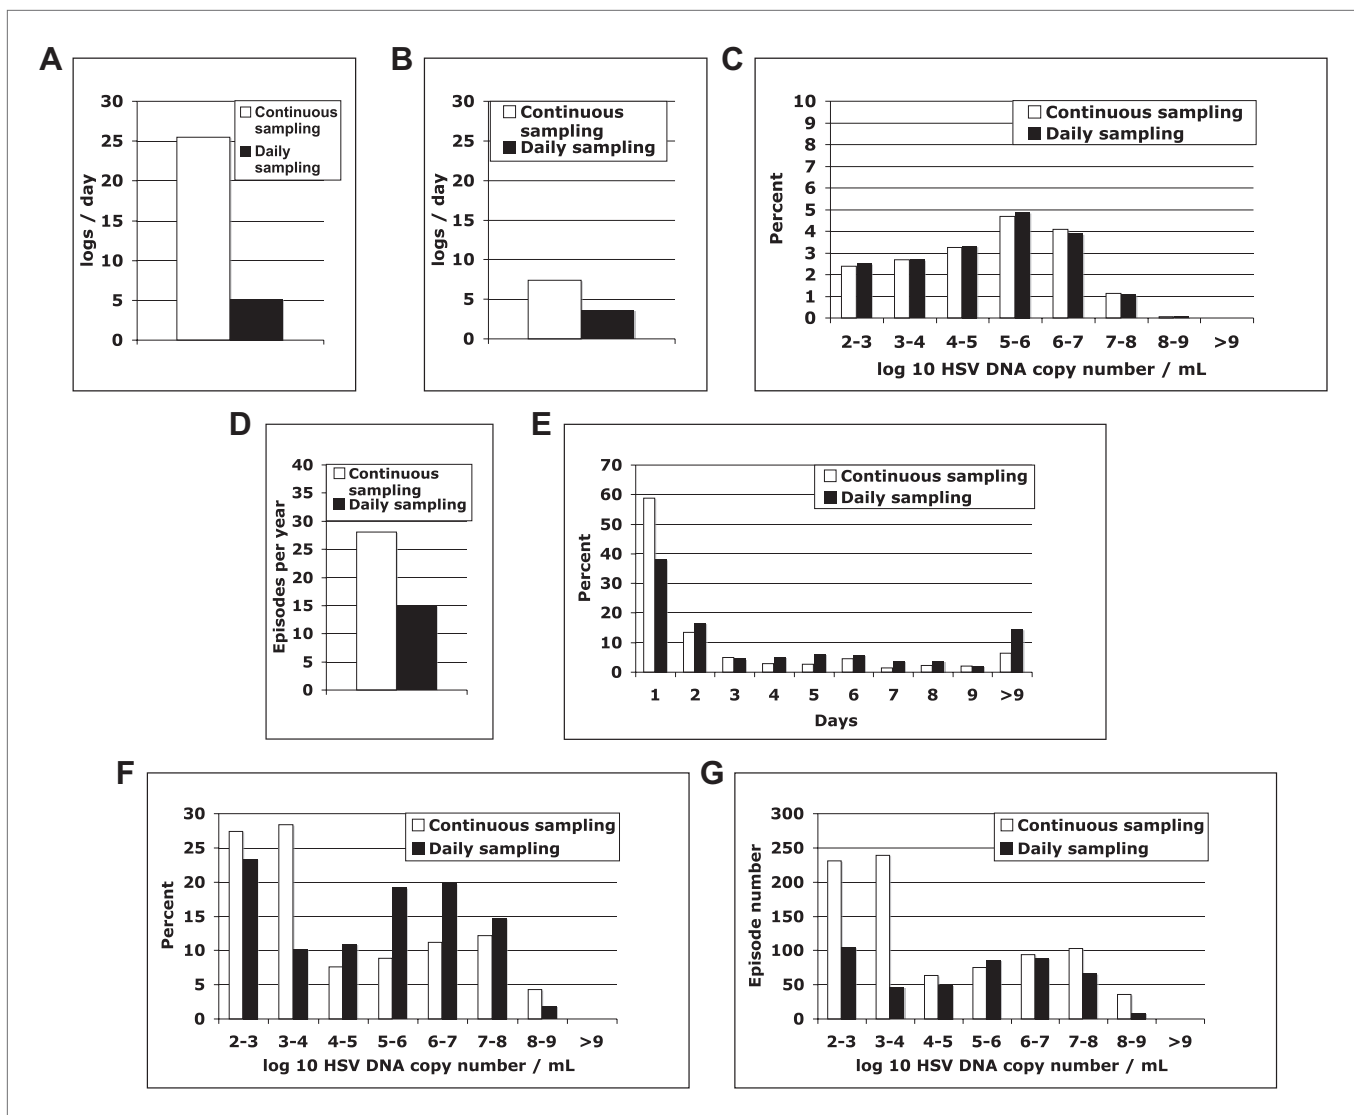 A
logs / day
30
25
20
15
10
5
0
Continuous
sampling
Daily
sampling
B
logs / day
30
25
20
15
10
5
0
Continuous
sampling
Daily sampling
C
Percent
10
9
8
7
6
5
4
3
2
1
0
Continuous sampling
Daily sampling
2-3 3-4 4-5 5-6 6-7 7-8 8-9 >9
log 10 HSV DNA copy number / mL
D
Episodes per year
40
35
30
25
20
15
10
5
0
Continuous
sampling
Daily sampling
E
Percent
70
60
50
40
30
20
10
0
Continuous sampling
Daily sampling
1 2 3 4 5 6 7 8 9 >9
Days
F
Percent
30
25
20
15
10
5
0
Continuous sampling
Daily sampling
2-3 3-4 4-5 5-6 6-7 7-8 8-9 >9
log 10 HSV DNA copy number / mL
G
Episode number
300
250
200
150
100
50
0
Continuous sampling
Daily sampling
2-3 3-4 4-5 5-6 6-7 7-8 8-9 >9
log 10 HSV DNA copy number / mL